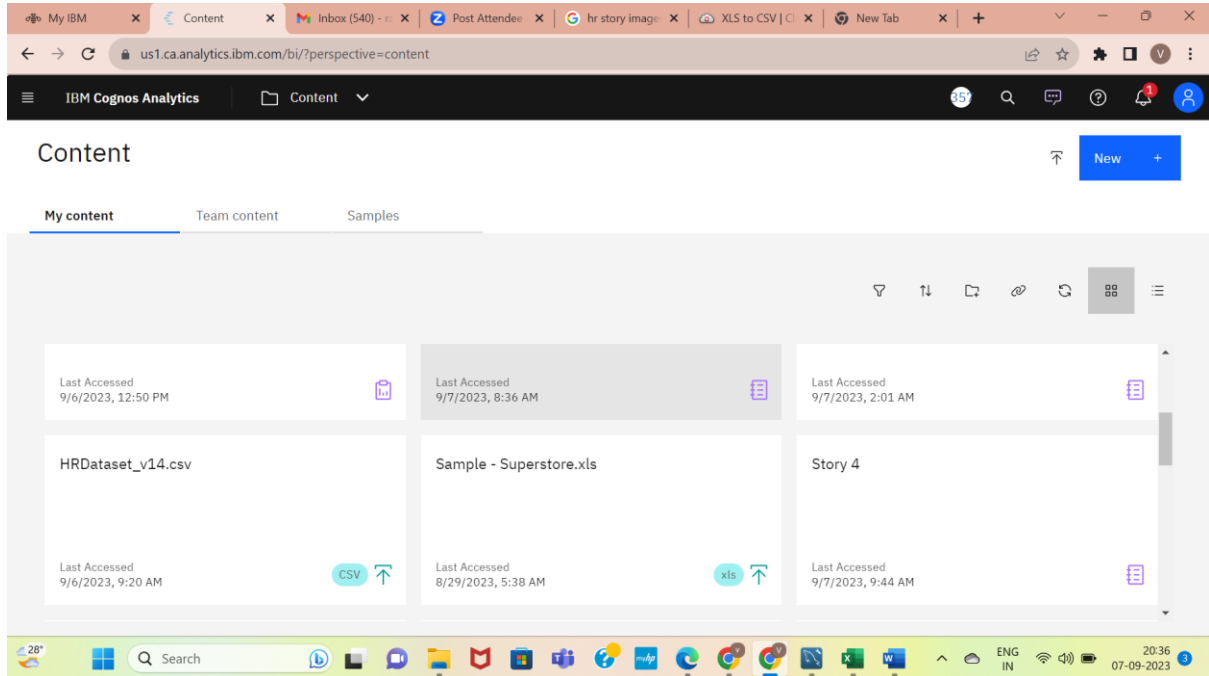 My IBM
Content
Inbox (540) - r
Post Attendee
hr story image
XLS to CSV | C
New Tab
us1.ca.analytics.ibm.com/bi/?perspective=content
V
IBM Cognos Analytics
Content
1
Content
New +
My content
Team content
Samples
Last Accessed
9/6/2023, 12:50 PM
Last Accessed
9/7/2023, 8:36 AM
Last Accessed
9/7/2023, 2:01 AM
HRDataset_v14.csv
Sample - Superstore.xls
Story 4
Last Accessed
9/6/2023, 9:20 AM
CSV
Last Accessed
8/29/2023, 5:38 AM
xls
Last Accessed
9/7/2023, 9:44 AM
28°
Search
myhp
ENG
IN
20:36
07-09-2023
3